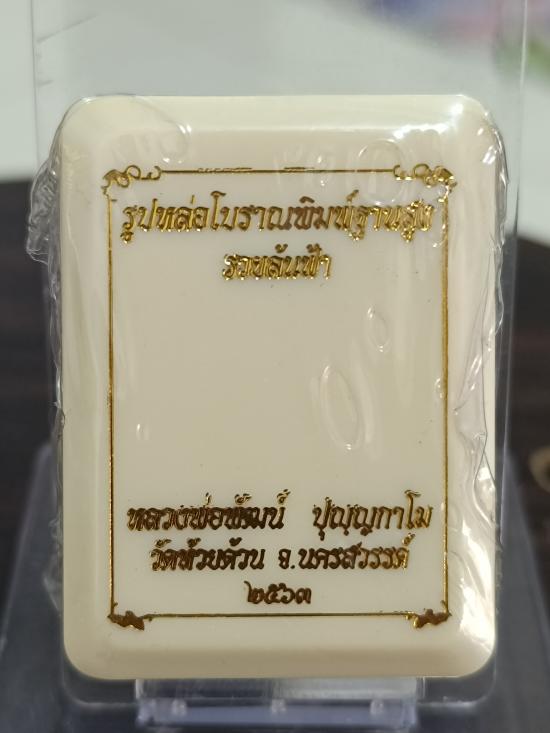 รูปหล่อโบราณพิมพ์ฐานสูง
รวยล้นฟ้า
หลวงพ่อพัฒน์ ปุญฺญกาโม
วัดห้วยด้วน จ.นครสวรรค์
๒๕๖๓